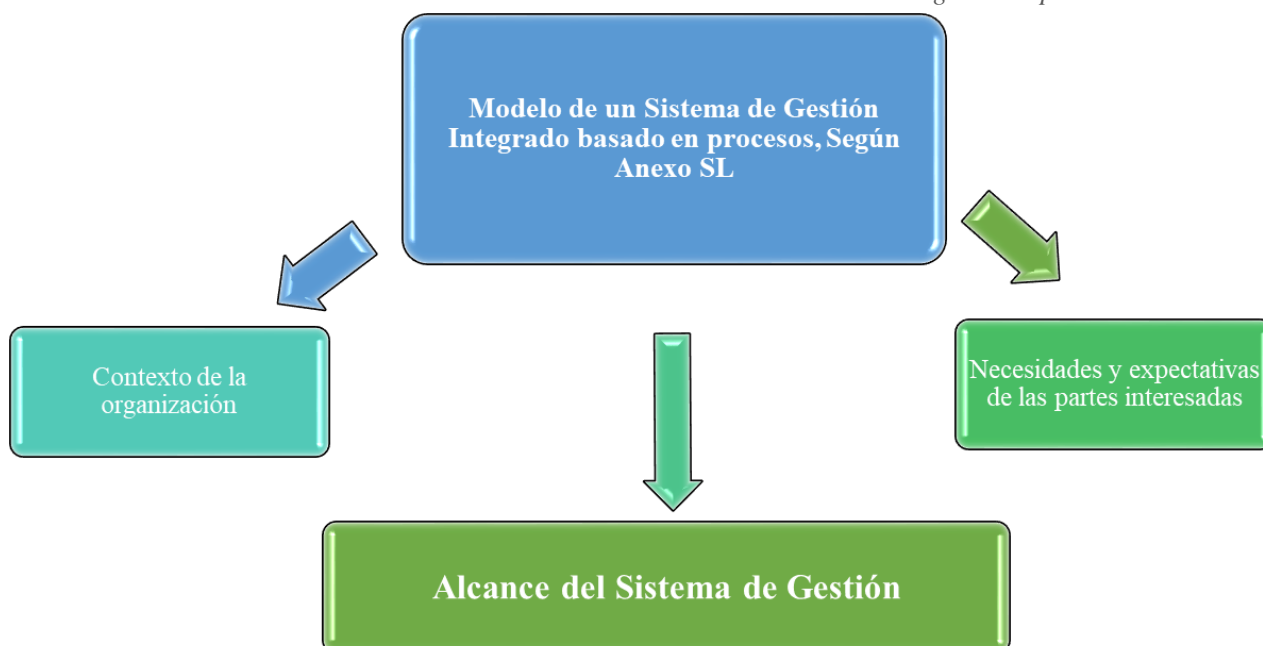 Modelo de un Sistema de Gestión
Integrado basado en procesos, Según
Anexo SL
Contexto de la
organización
Necesidades y expectativas
de las partes interesadas
Alcance del Sistema de Gestión